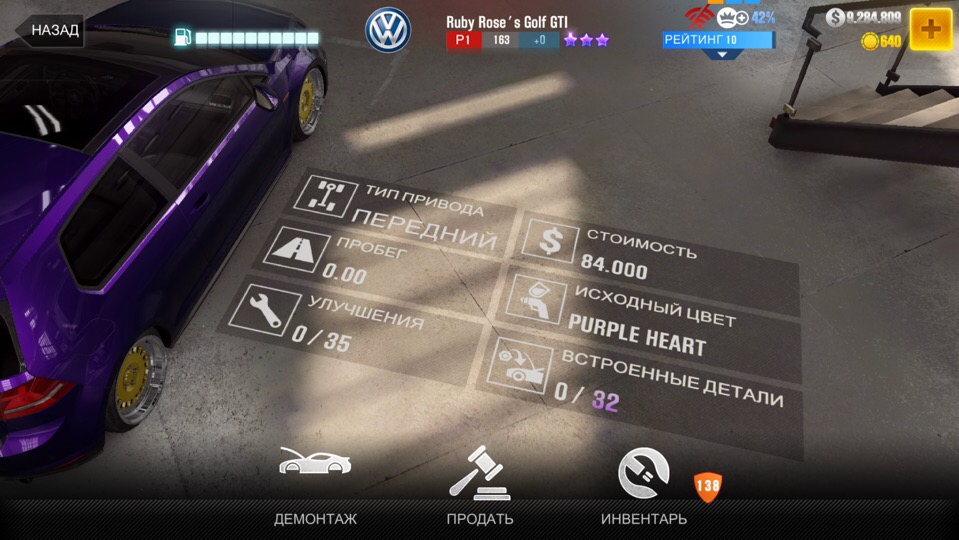 НАЗАД
Ruby Rose's Golf GTI
P1 163 +0
42%
РЕЙТИНГ 10
9,284,809
640
ТИП ПРИВОДА
ПЕРЕДНИЙ
ПРОБЕГ
0.00
УЛУЧШЕНИЯ
0 / 35
СТОИМОСТЬ
84.000
ИСХОДНЫЙ ЦВЕТ
PURPLE HEART
ВСТРОЕННЫЕ ДЕТАЛИ
0 / 32
138
ДЕМОНТАЖ
ПРОДАТЬ
ИНВЕНТАРЬ